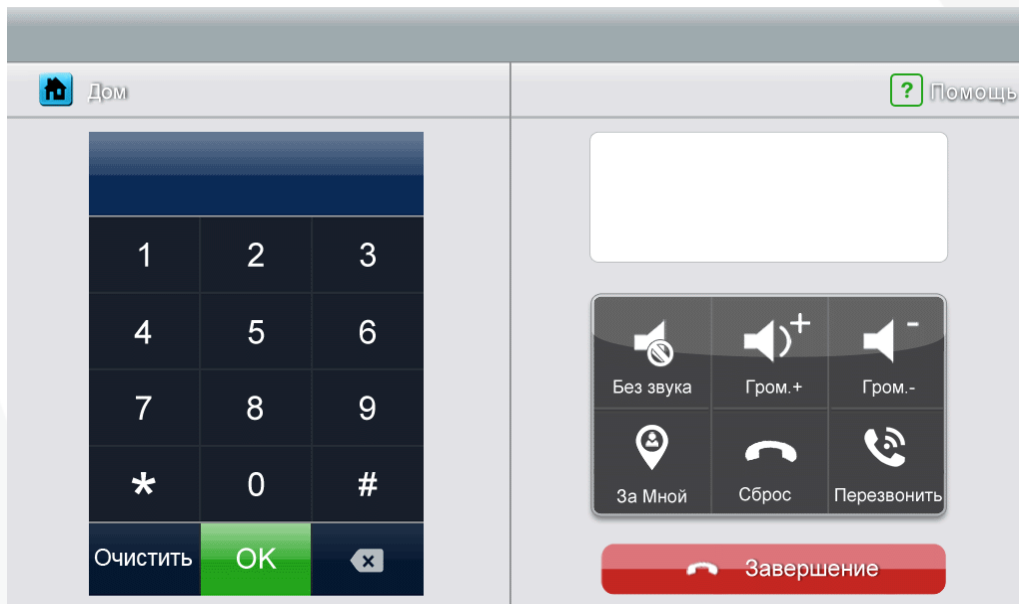 Дом
? Помощь
1 2 3
4 5 6
7 8 9
* 0 #
Очистить OK
Без звука Гром.+ Гром.-
За Мной Сброс Перезвонить
Завершение